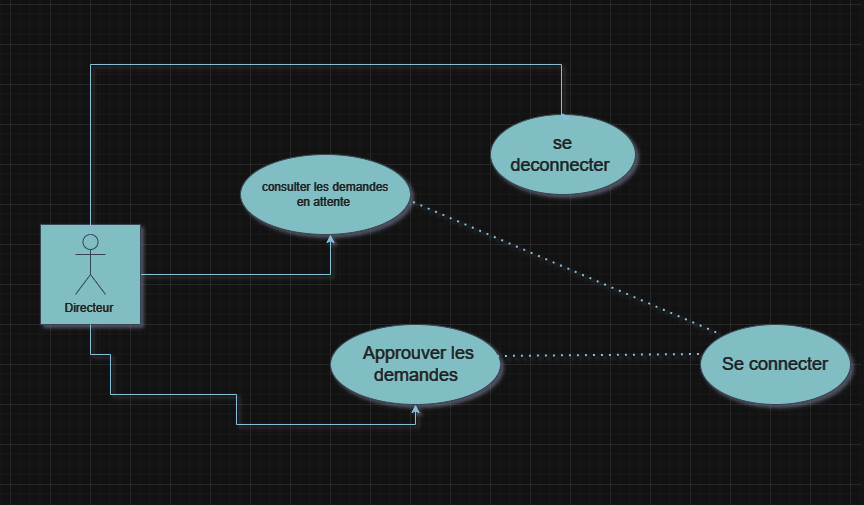 se
deconnecter
consulter les demandes
en attente
Directeur
Approuver les
demandes
Se connecter